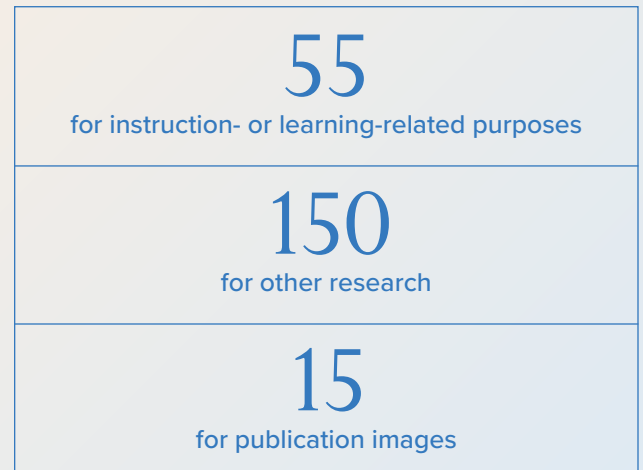 55
for instruction- or learning-related purposes
150
for other research
15
for publication images